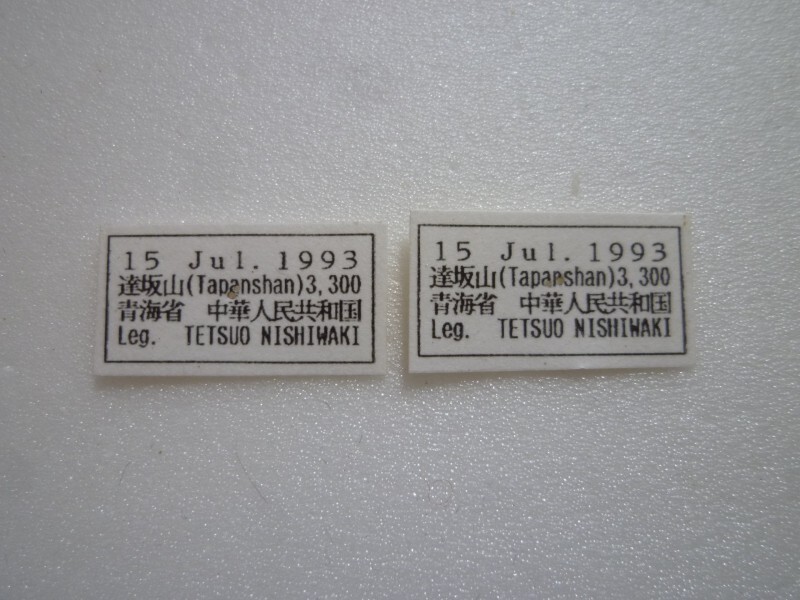 15 Jul. 1993
達坂山(Tapanshan)3,300
青海省 中華人民共和国
Leg. TETSUO NISHIWAKI
15 Jul. 1993
達坂山(Tapanshan)3,300
青海省 中華人民共和国
Leg. TETSUO NISHIWAKI